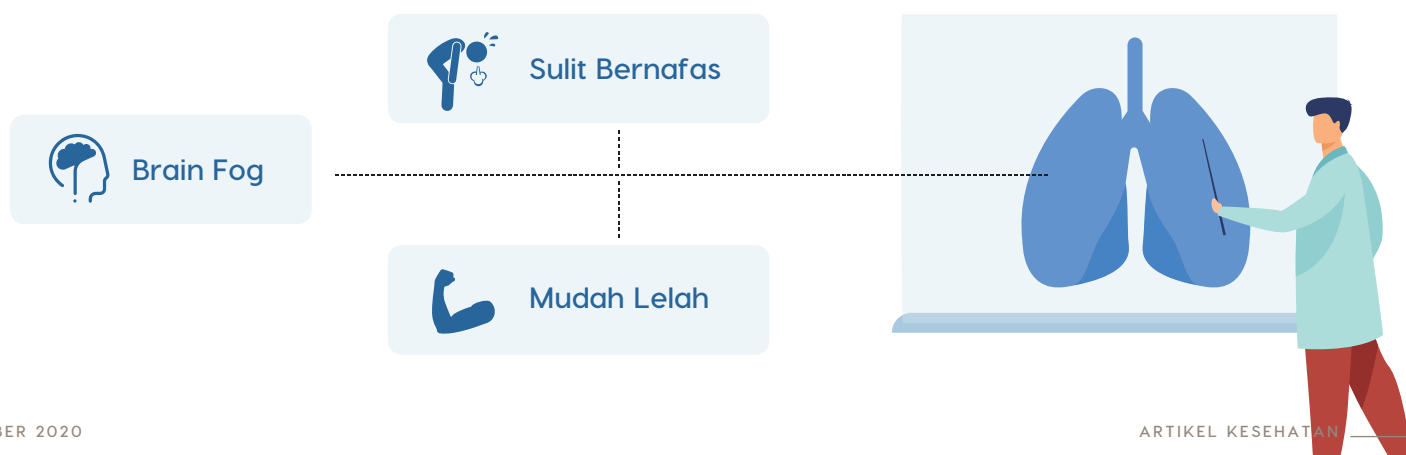 Sulit Bernafas
Brain Fog
Mudah Lelah
BER 2020
ARTIKEL KESEHATAN